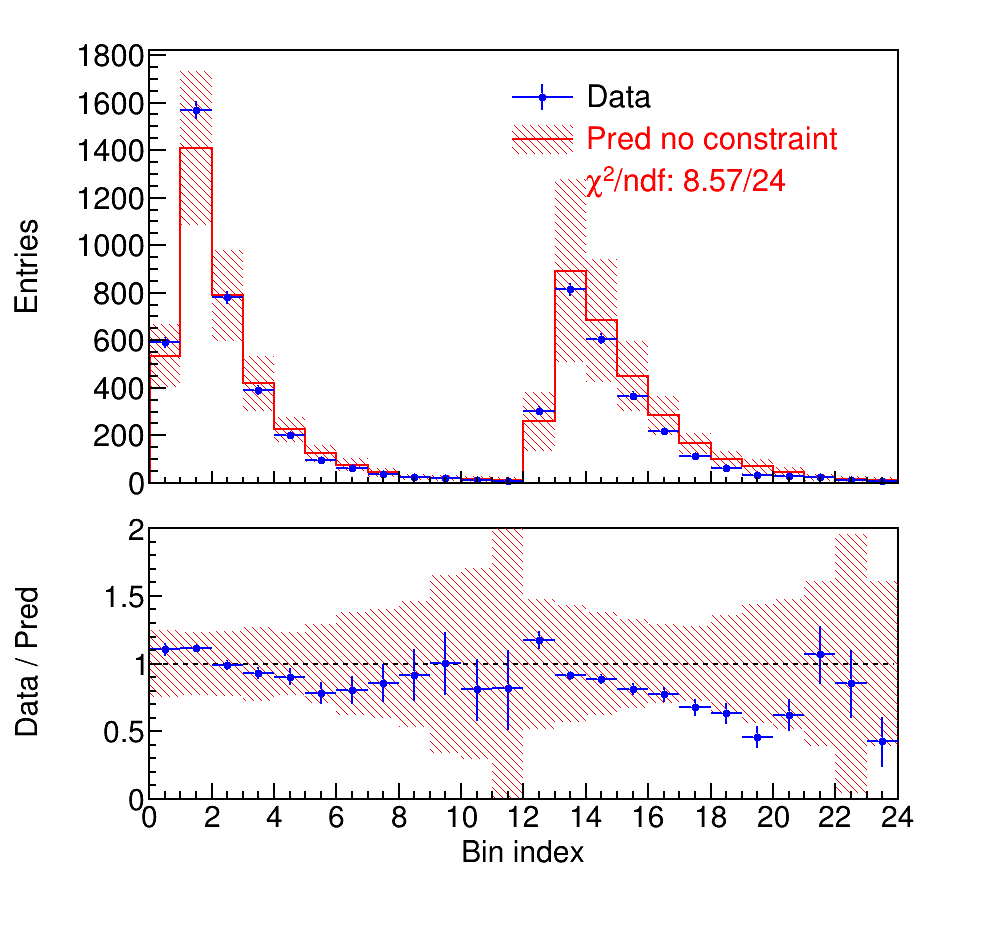 1800
1600
1400
1200
1000
800
600
400
200
0
Entries
Data
Pred no constraint
χ²/ndf: 8.57/24
2
1.5
1
0.5
0
Data / Pred
0 2 4 6 8 10 12 14 16 18 20 22 24
Bin index